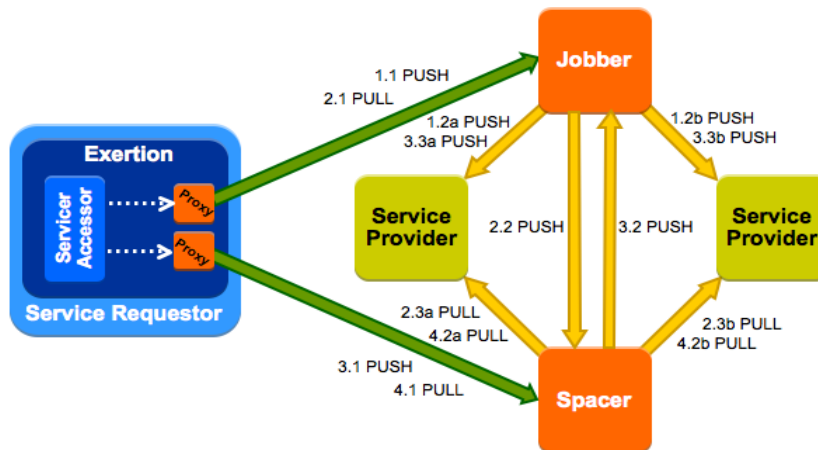 Jobber
1.1 PUSH
2.1 PULL
1.2a PUSH
3.3a PUSH
1.2b PUSH
3.3b PUSH
Exertion
Servicer
Accessor
Proxy
Proxy
Service Requestor
Service
Provider
2.2 PUSH
3.2 PUSH
Service
Provider
2.3a PULL
4.2a PULL
2.3b PULL
4.2b PULL
3.1 PUSH
4.1 PULL
Spacer